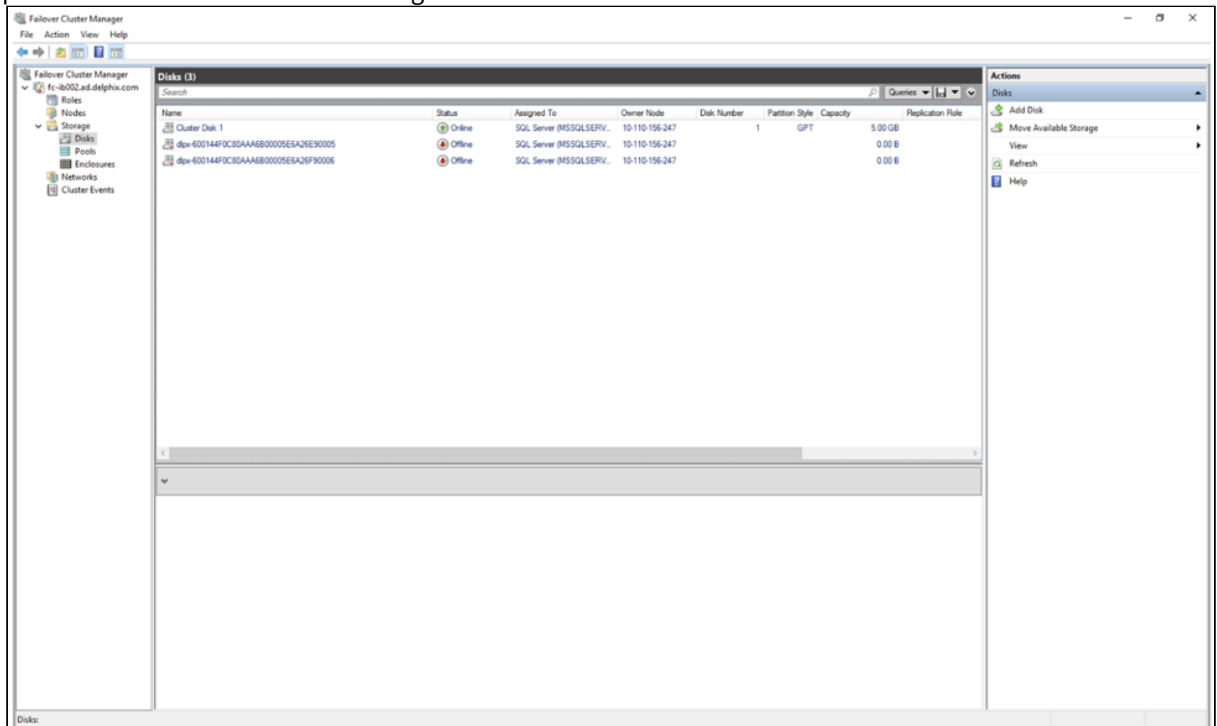 Failover Cluster Manager
File Action View Help
Failover Cluster Manager
fc-ib002.ad.delphix.com
Roles
Nodes
Storage
Disks
Pools
Enclosures
Networks
Cluster Events
Disks (3)
Search
Queries
Name Status Assigned To Owner Node Disk Number Partition Style Capacity Replication Role
Cluster Disk 1 Online SQL Server (MSSQLSERV... 10-110-156-247 1 GPT 5.00 GB
dlpx-600144F0C80AAA6B00005E6A26E90005 Offline SQL Server (MSSQLSERV... 10-110-156-247 0.00 B
dlpx-600144F0C80AAA6B00005E6A26F90006 Offline SQL Server (MSSQLSERV... 10-110-156-247 0.00 B
Actions
Disks
Add Disk
Move Available Storage
View
Refresh
Help
Disks: